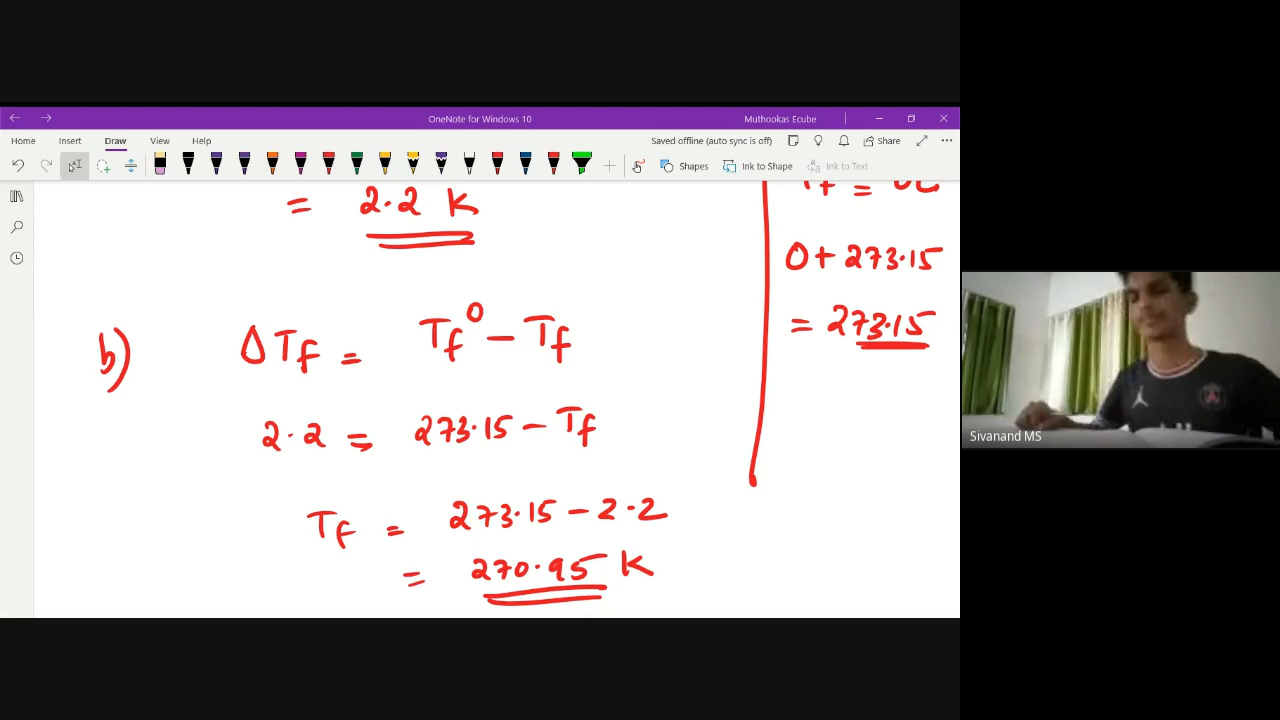 OneNote for Windows 10
Muthookas Ecube
Home Insert Draw View Help
Saved offline (auto sync is off)
Share
Shapes
Ink to Shape
Ink to Text
= 2.2 K
Tf = 0C
0 + 273.15
= 273.15
b) ΔTf = Tf⁰ - Tf
2.2 = 273.15 - Tf
Tf = 273.15 - 2.2
= 270.95 K
Sivanand MS